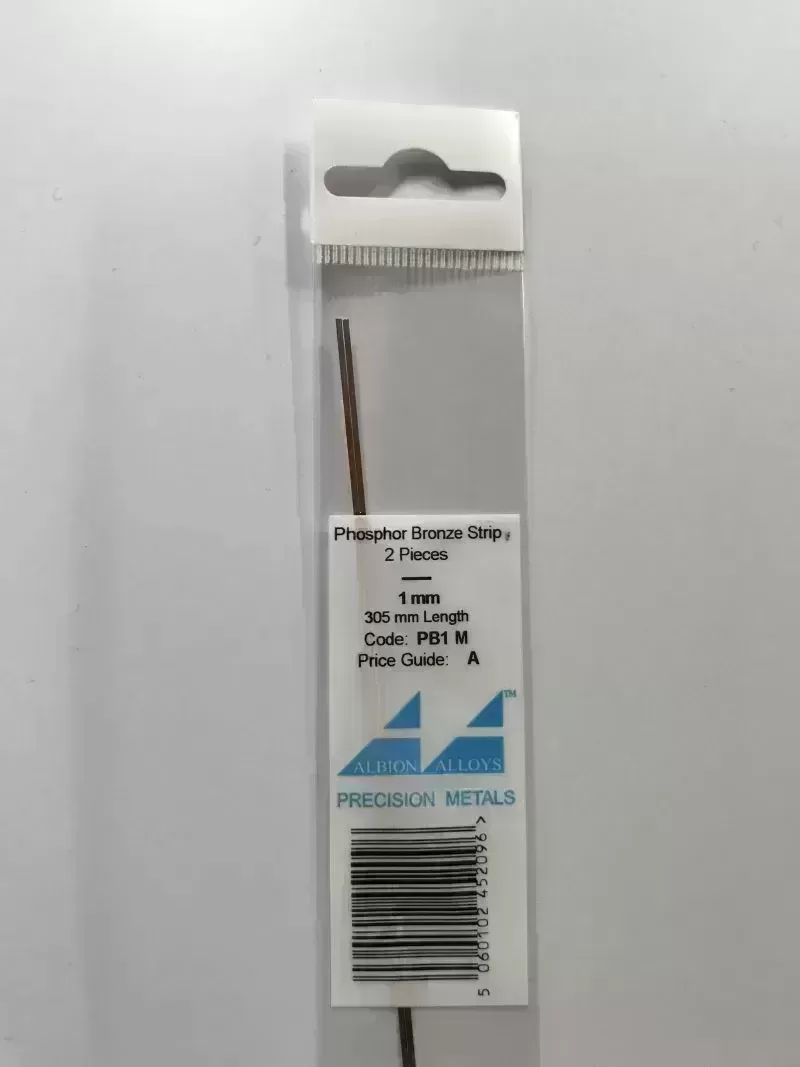 Phosphor Bronze Strip
2 Pieces
1 mm
305 mm Length
Code: PB1 M
Price Guide: A
TM
ALBION ALLOYS
PRECISION METALS
5 060102 452096 >